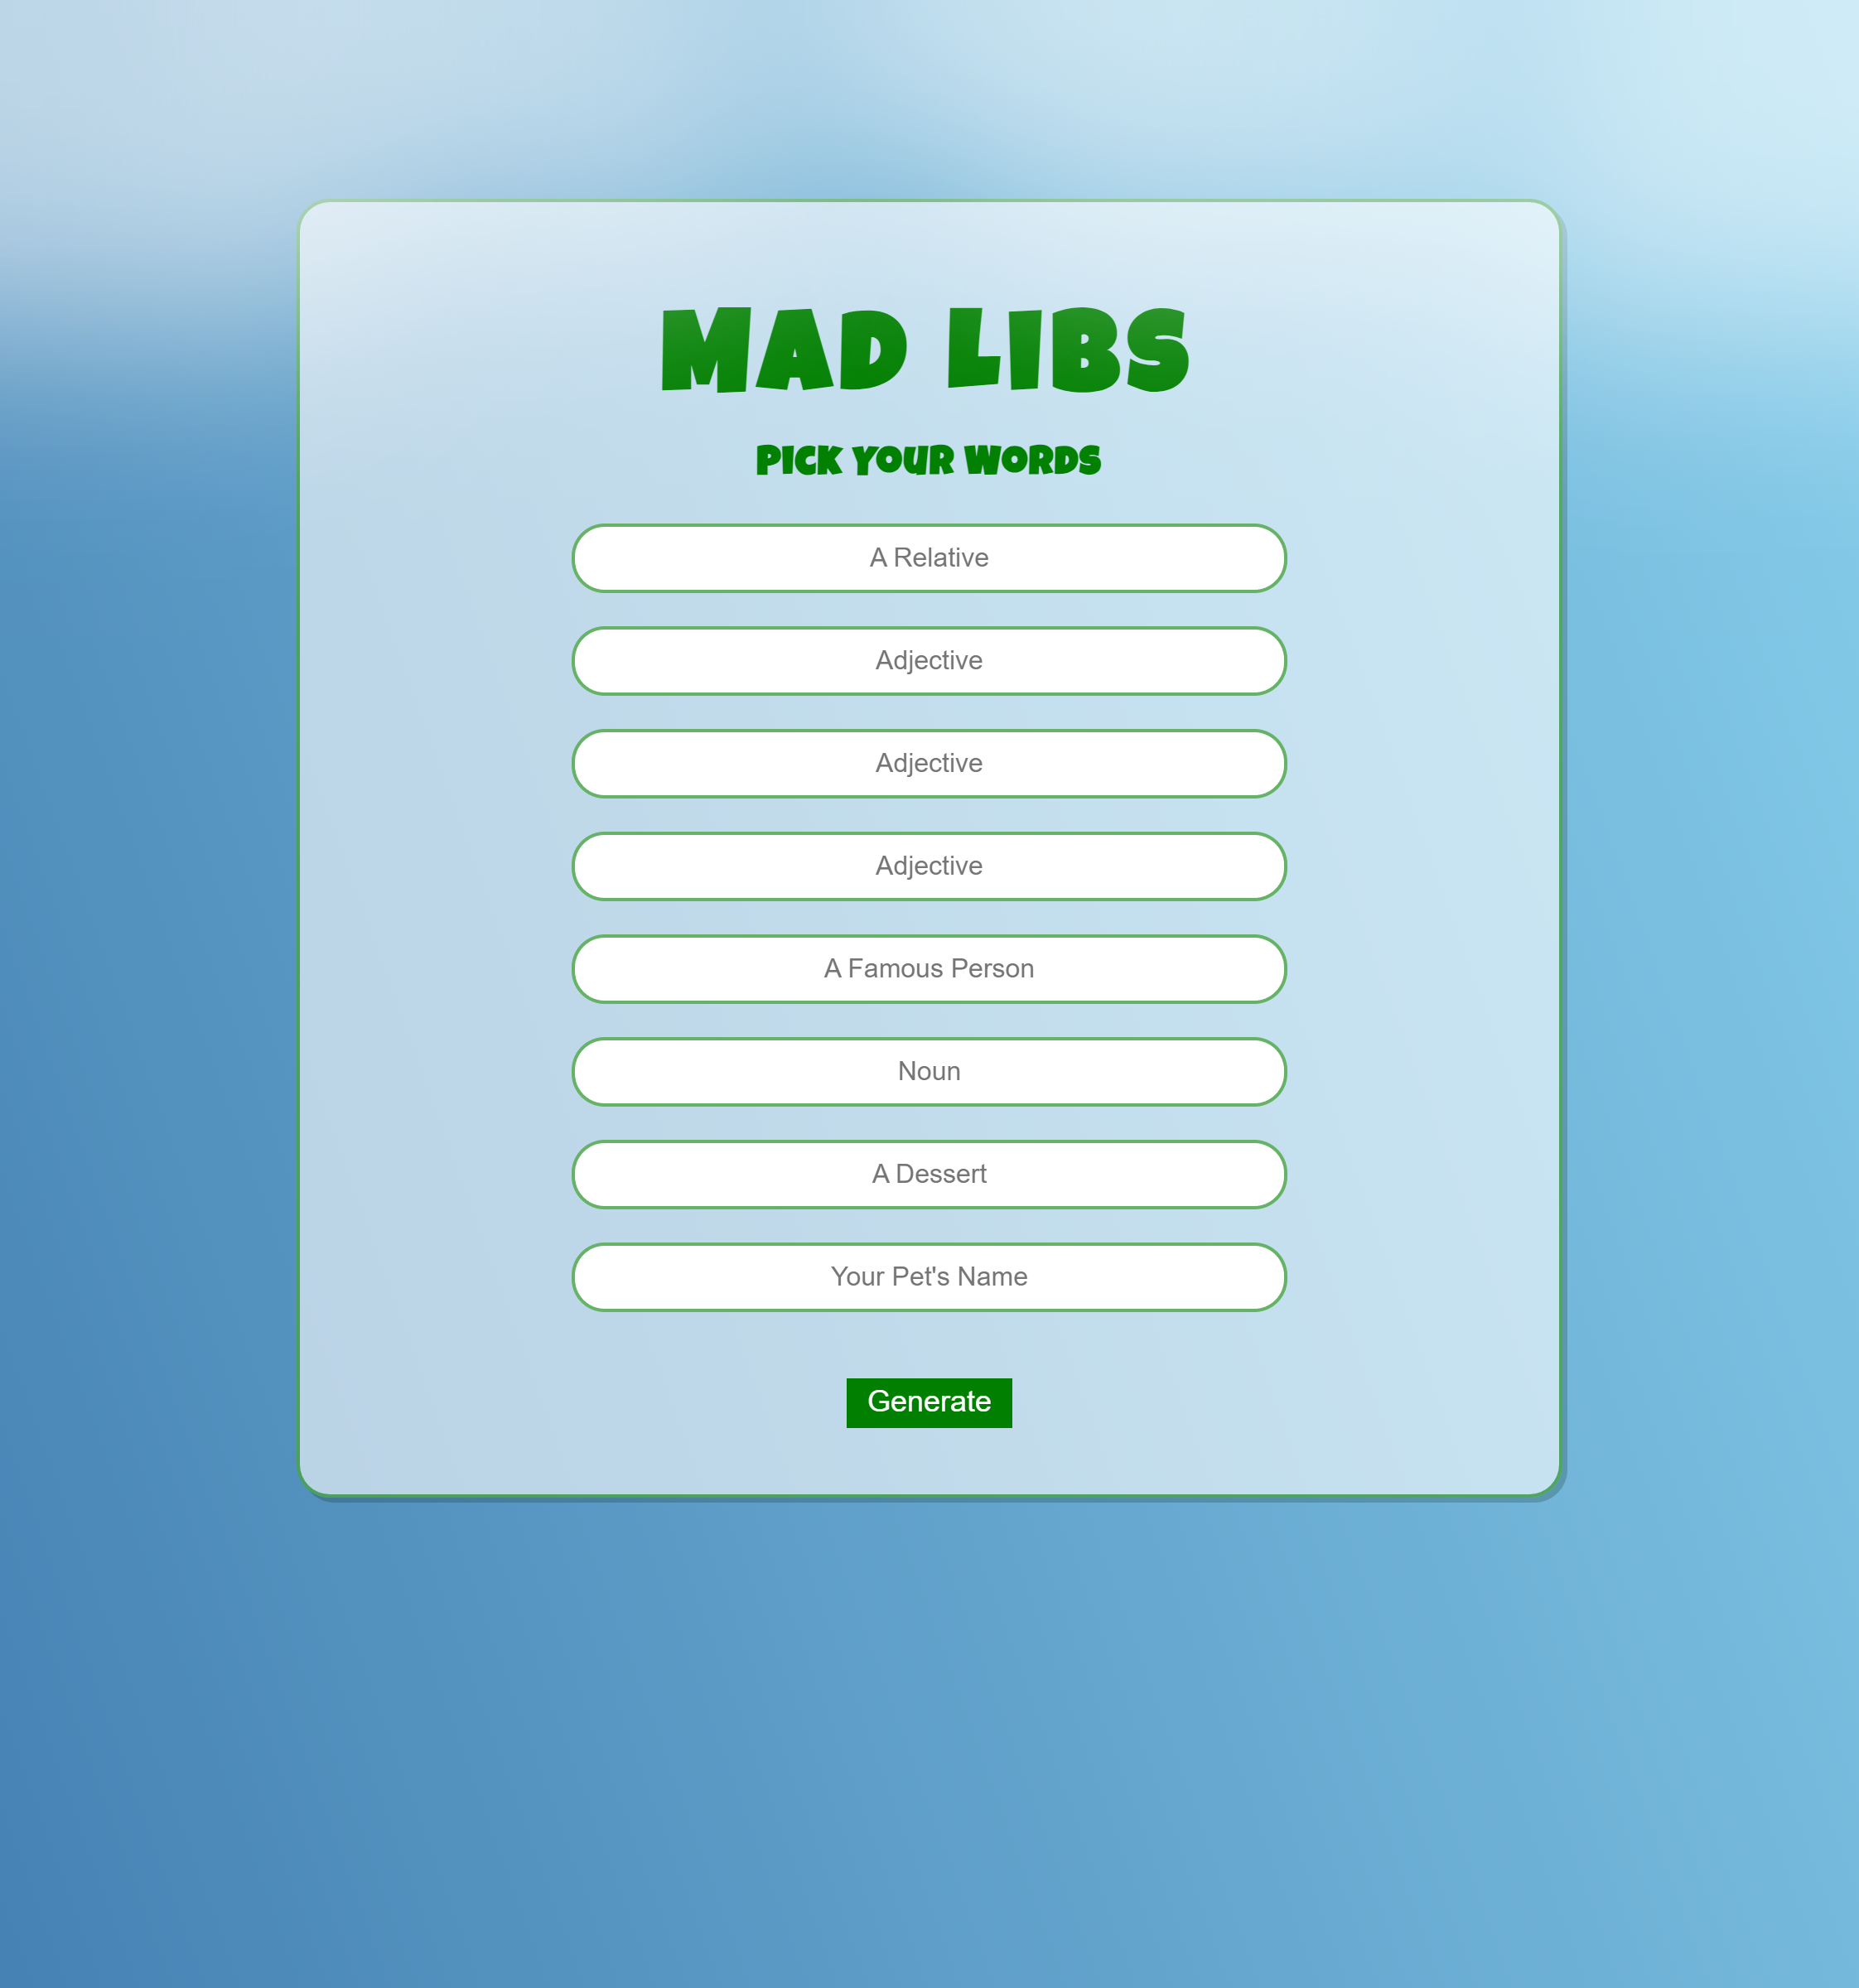 MAD LIBS
PICK YOUR WORDS
A Relative
Adjective
Adjective
Adjective
A Famous Person
Noun
A Dessert
Your Pet's Name
Generate